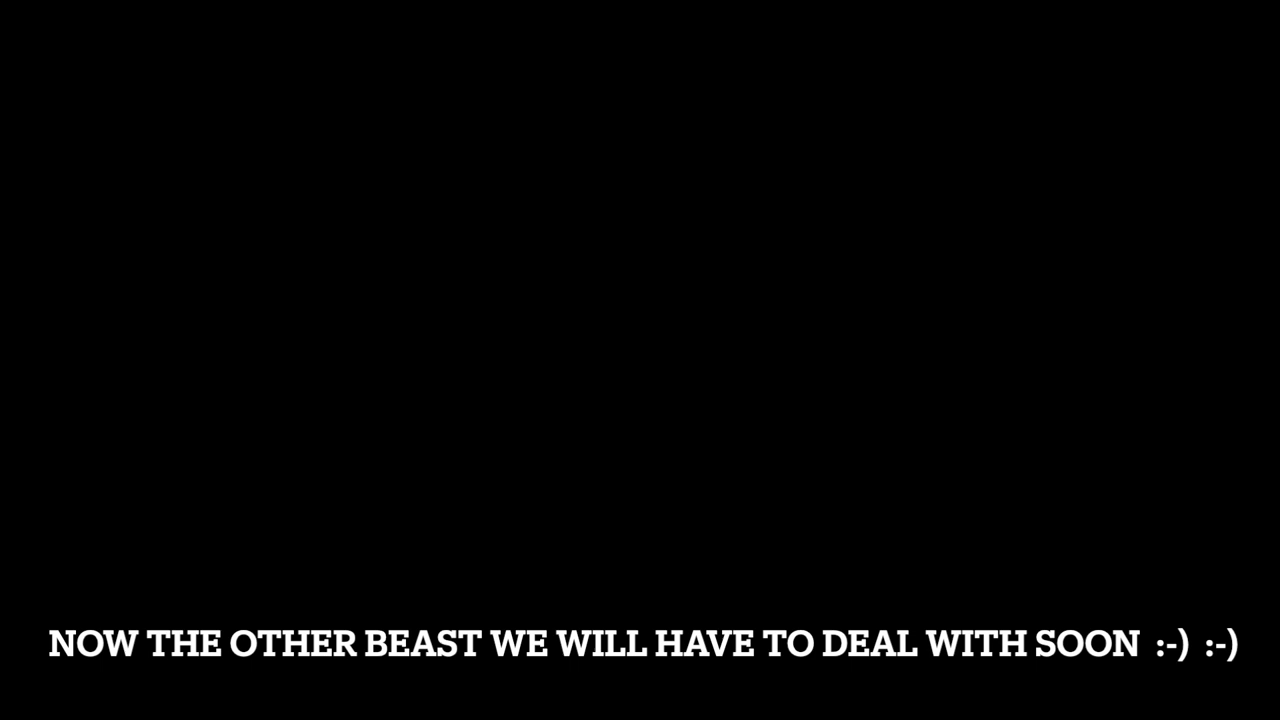 NOW THE OTHER BEAST WE WILL HAVE TO DEAL WITH SOON  :-)  :-)